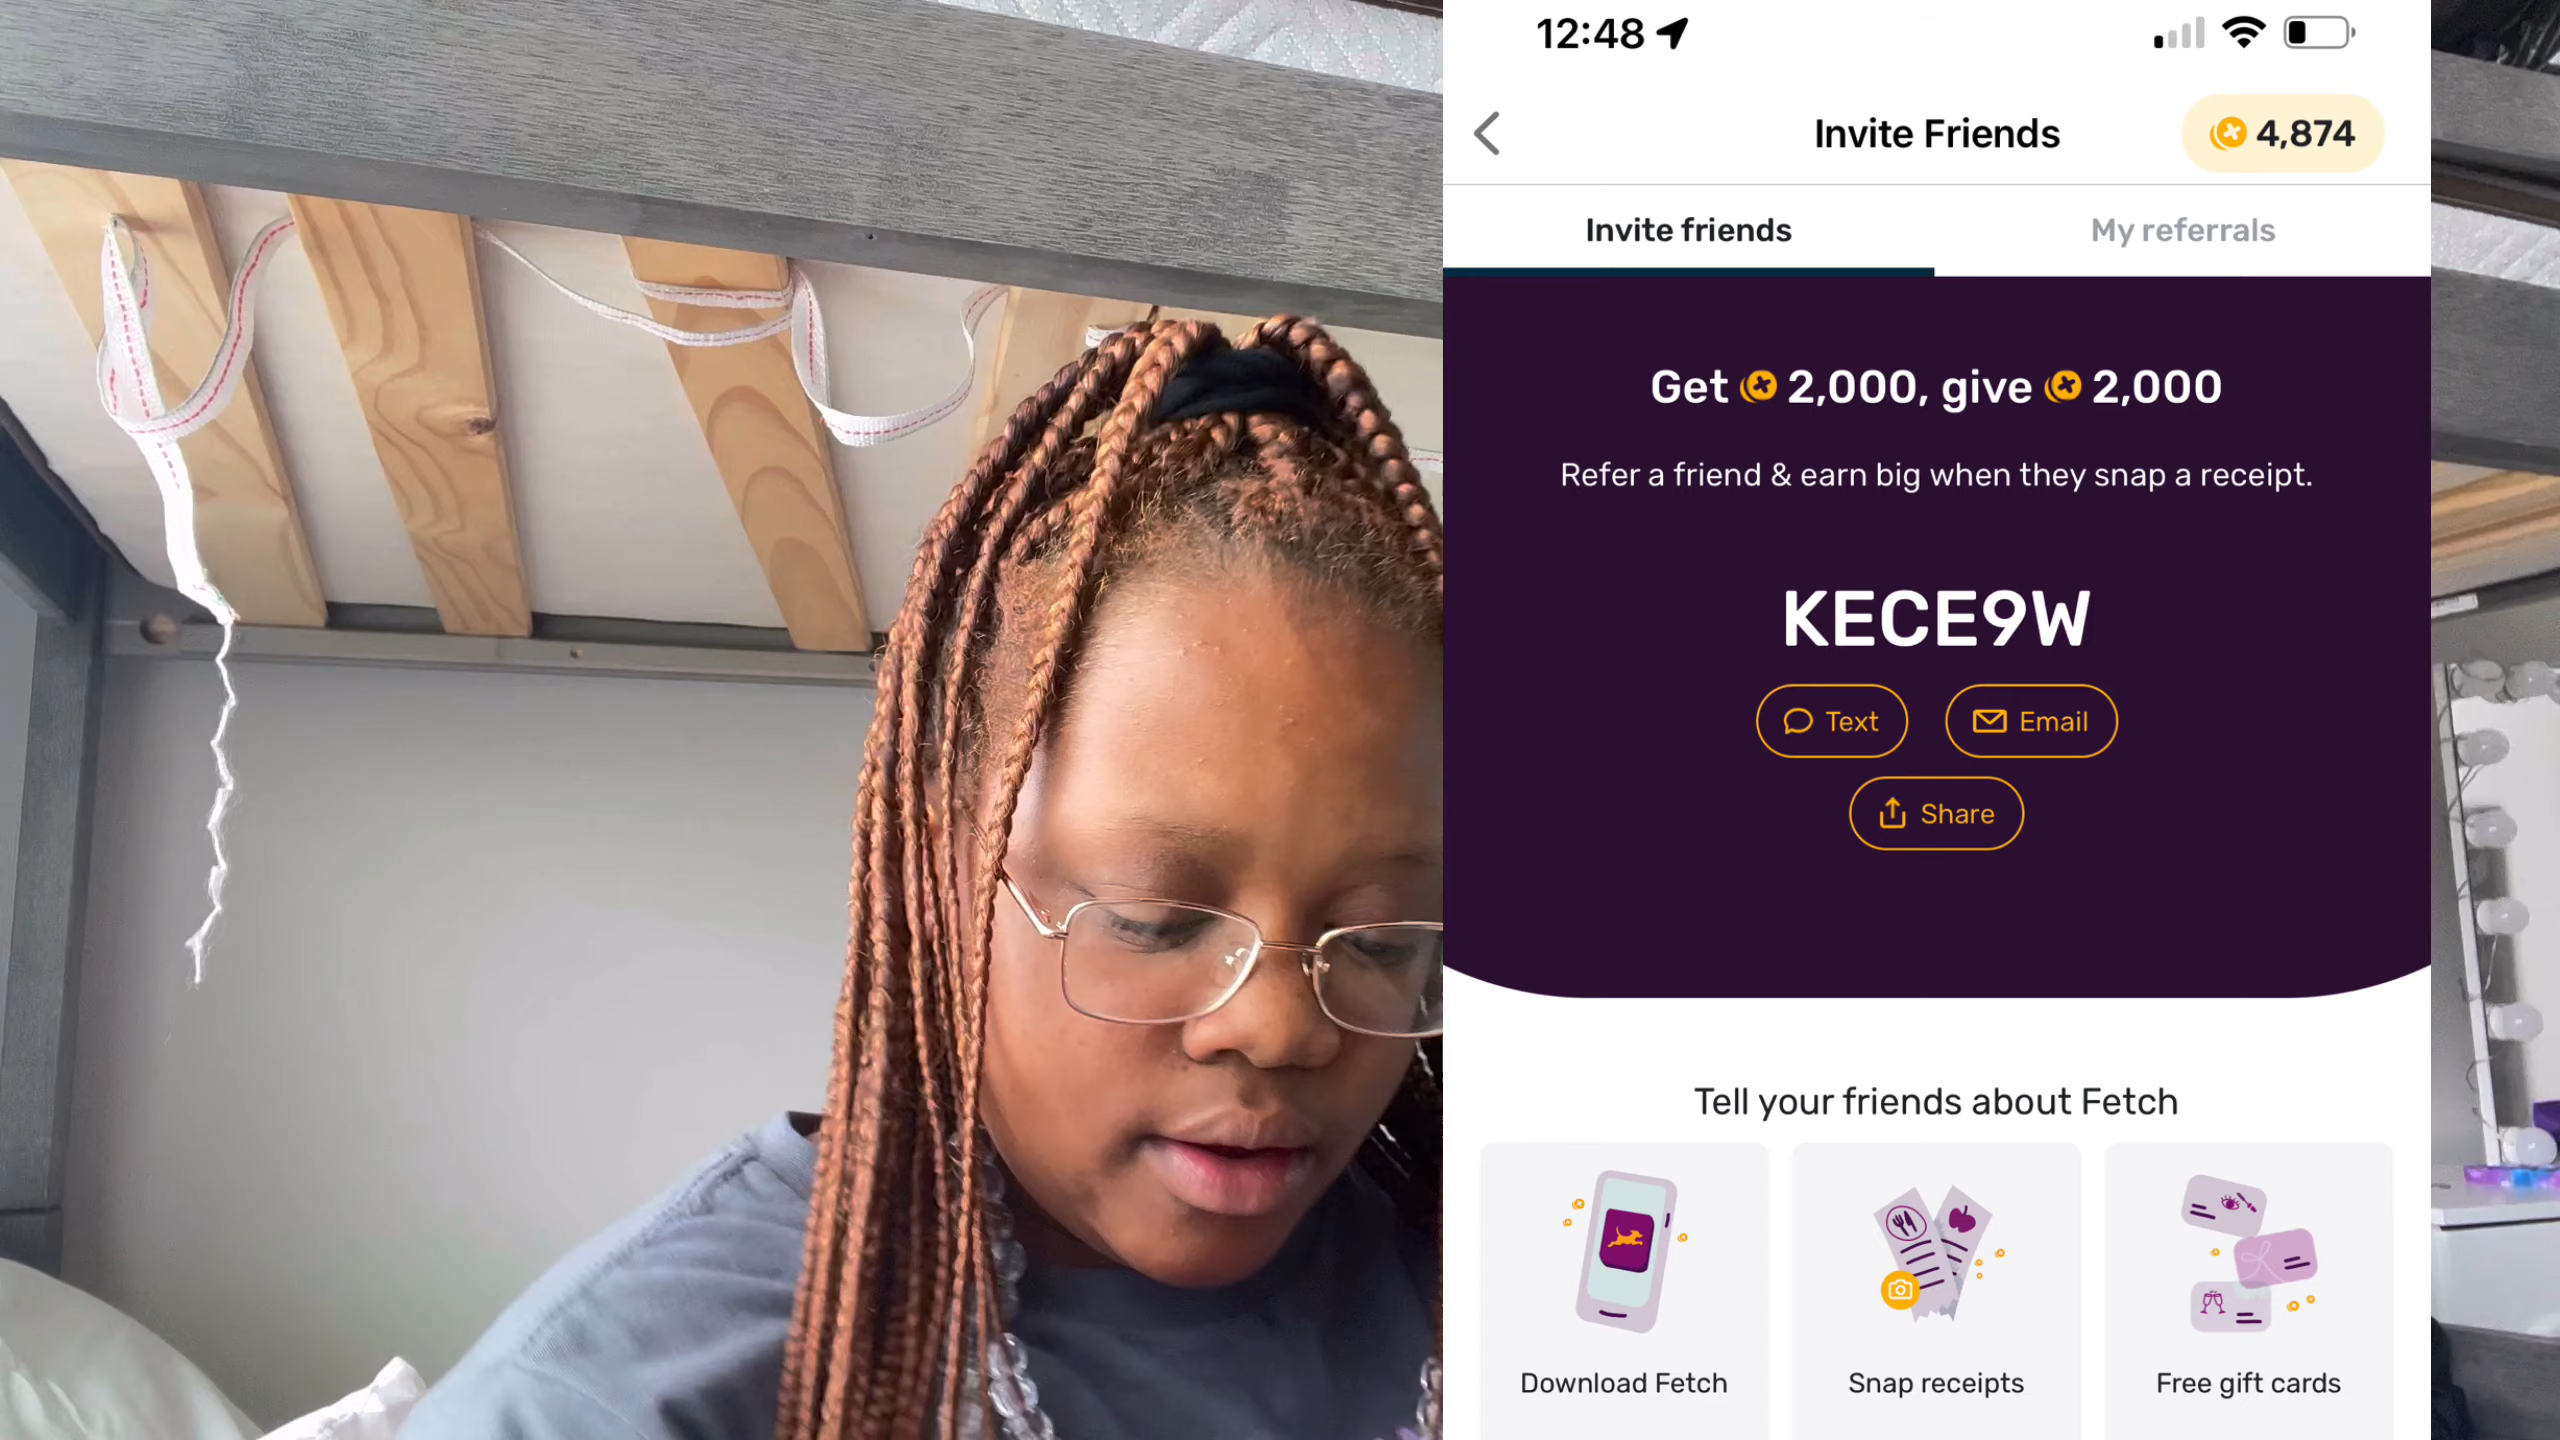 12:48
Invite Friends
4,874
Invite friends
My referrals
Get 2,000, give 2,000
Refer a friend & earn big when they snap a receipt.
KECE9W
Text
Email
Share
Tell your friends about Fetch
Download Fetch
Snap receipts
Free gift cards